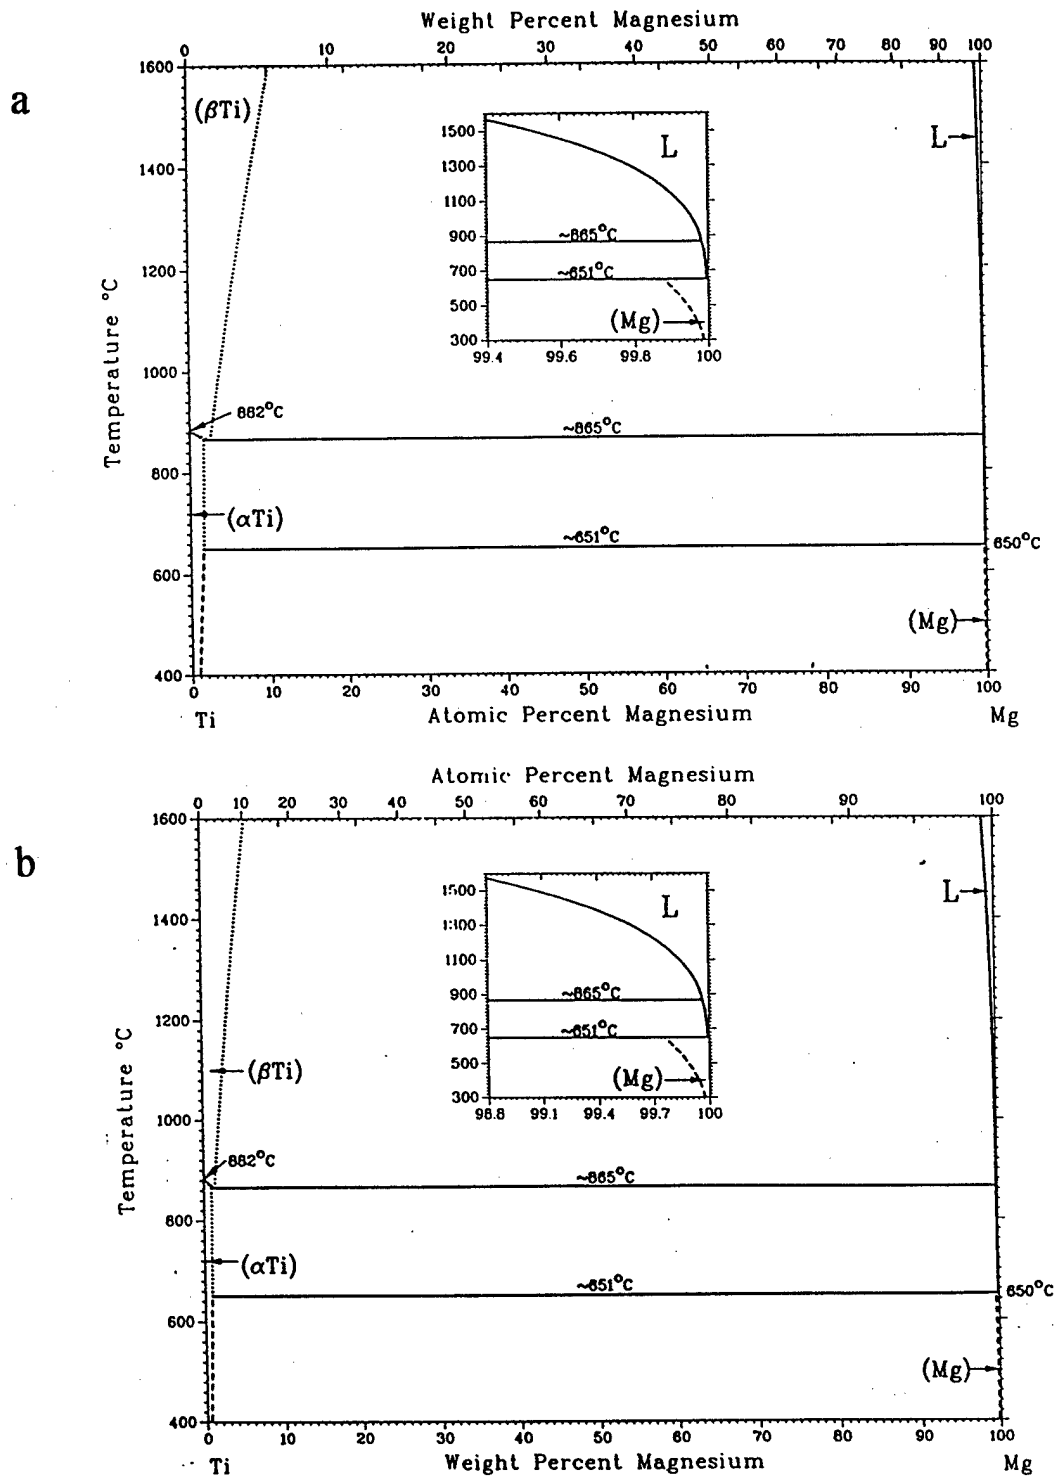 a
Weight Percent Magnesium
0 10 20 30 40 50 60 70 80 90 100
1600
1400
1200
1000
800
600
400
Temperature °C
(βTi)
L
882°C
~865°C
(αTi)
~651°C
650°C
(Mg)
1500
1300
1100
900
700
500
300
L
~865°C
~651°C
(Mg)
99.4 99.6 99.8 100
0 10 20 30 40 50 60 70 80 90 100
Ti Atomic Percent Magnesium Mg
b
Atomic Percent Magnesium
0 10 20 30 40 50 60 70 80 90 100
1600
1400
1200
1000
800
600
400
Temperature °C
L
(βTi)
882°C
~865°C
(αTi)
~651°C
650°C
(Mg)
1500
1300
1100
900
700
500
300
L
~865°C
~651°C
(Mg)
98.8 99.1 99.4 99.7 100
0 10 20 30 40 50 60 70 80 90 100
Ti Weight Percent Magnesium Mg